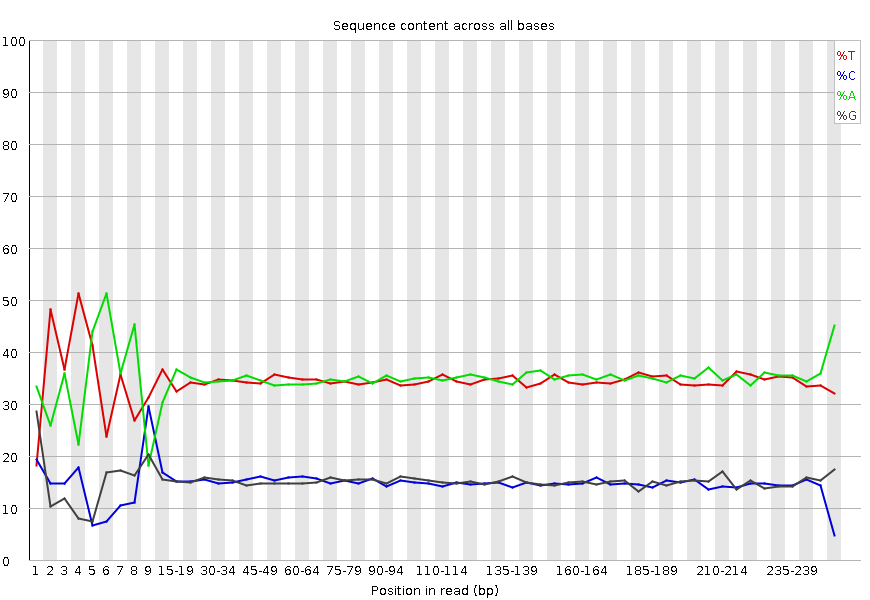 Sequence content across all bases
100
90
80
70
60
50
40
30
20
10
0
%T
%C
%A
%G
1 2 3 4 5 6 7 8 9 15-19 30-34 45-49 60-64 75-79 90-94 110-114 135-139 160-164 185-189 210-214 235-239
Position in read (bp)